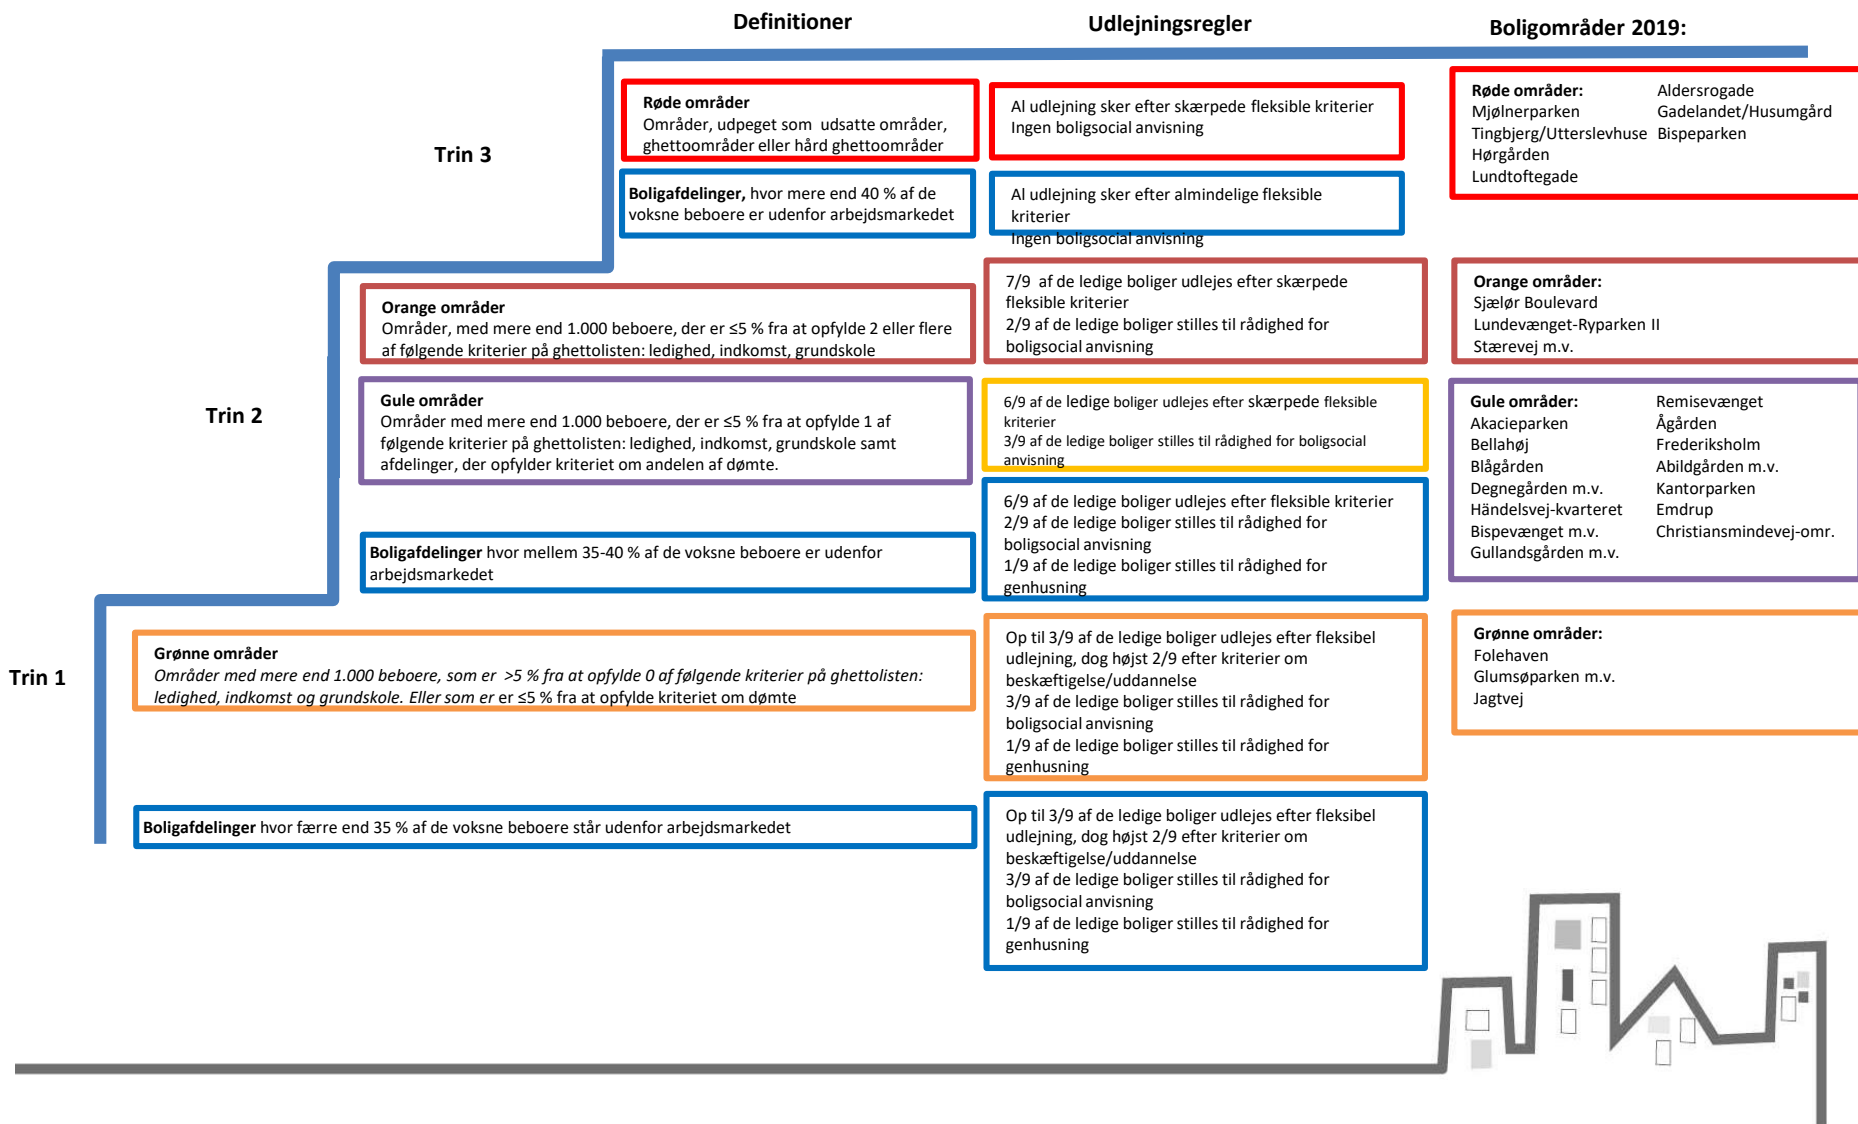 Definitioner
Udlejningsregler
Boligområder 2019:
Trin 3
Røde områder
Områder, udpeget som udsatte områder,
ghettoområder eller hård ghettoområder
Al udlejning sker efter skærpede fleksible kriterier
Ingen boligsocial anvisning
Røde områder:
Mjølnerparken
Tingbjerg/Utterslevhuse
Hørgården
Lundtoftegade
Aldersrogade
Gadelandet/Husumgård
Bispeparken
Boligafdelinger, hvor mere end 40 % af de
voksne beboere er udenfor arbejdsmarkedet
Al udlejning sker efter almindelige fleksible
kriterier
Ingen boligsocial anvisning
Trin 2
Orange områder
Områder, med mere end 1.000 beboere, der er ≤5 % fra at opfylde 2 eller flere
af følgende kriterier på ghettolisten: ledighed, indkomst, grundskole
7/9 af de ledige boliger udlejes efter skærpede
fleksible kriterier
2/9 af de ledige boliger stilles til rådighed for
boligsocial anvisning
Orange områder:
Sjælør Boulevard
Lundevænget-Ryparken II
Stærevej m.v.
Gule områder
Områder med mere end 1.000 beboere, der er ≤5 % fra at opfylde 1 af
følgende kriterier på ghettolisten: ledighed, indkomst, grundskole samt
afdelinger, der opfylder kriteriet om andelen af dømte.
6/9 af de ledige boliger udlejes efter skærpede fleksible
kriterier
3/9 af de ledige boliger stilles til rådighed for boligsocial
anvisning
Gule områder:
Akacieparken
Bellahøj
Blågården
Degnegården m.v.
Händelsvej-kvarteret
Bispevænget m.v.
Gullandsgården m.v.
Remisevænget
Ågården
Frederiksholm
Abildgården m.v.
Kantorparken
Emdrup
Christiansmindevej-omr.
Boligafdelinger hvor mellem 35-40 % af de voksne beboere er udenfor
arbejdsmarkedet
6/9 af de ledige boliger udlejes efter fleksible kriterier
2/9 af de ledige boliger stilles til rådighed for
boligsocial anvisning
1/9 af de ledige boliger stilles til rådighed for
genhusning
Trin 1
Grønne områder
Områder med mere end 1.000 beboere, som er >5 % fra at opfylde 0 af følgende kriterier på ghettolisten:
ledighed, indkomst og grundskole. Eller som er er ≤5 % fra at opfylde kriteriet om dømte
Op til 3/9 af de ledige boliger udlejes efter fleksibel
udlejning, dog højst 2/9 efter kriterier om
beskæftigelse/uddannelse
3/9 af de ledige boliger stilles til rådighed for
boligsocial anvisning
1/9 af de ledige boliger stilles til rådighed for
genhusning
Grønne områder:
Folehaven
Glumsøparken m.v.
Jagtvej
Boligafdelinger hvor færre end 35 % af de voksne beboere står udenfor arbejdsmarkedet
Op til 3/9 af de ledige boliger udlejes efter fleksibel
udlejning, dog højst 2/9 efter kriterier om
beskæftigelse/uddannelse
3/9 af de ledige boliger stilles til rådighed for
boligsocial anvisning
1/9 af de ledige boliger stilles til rådighed for
genhusning